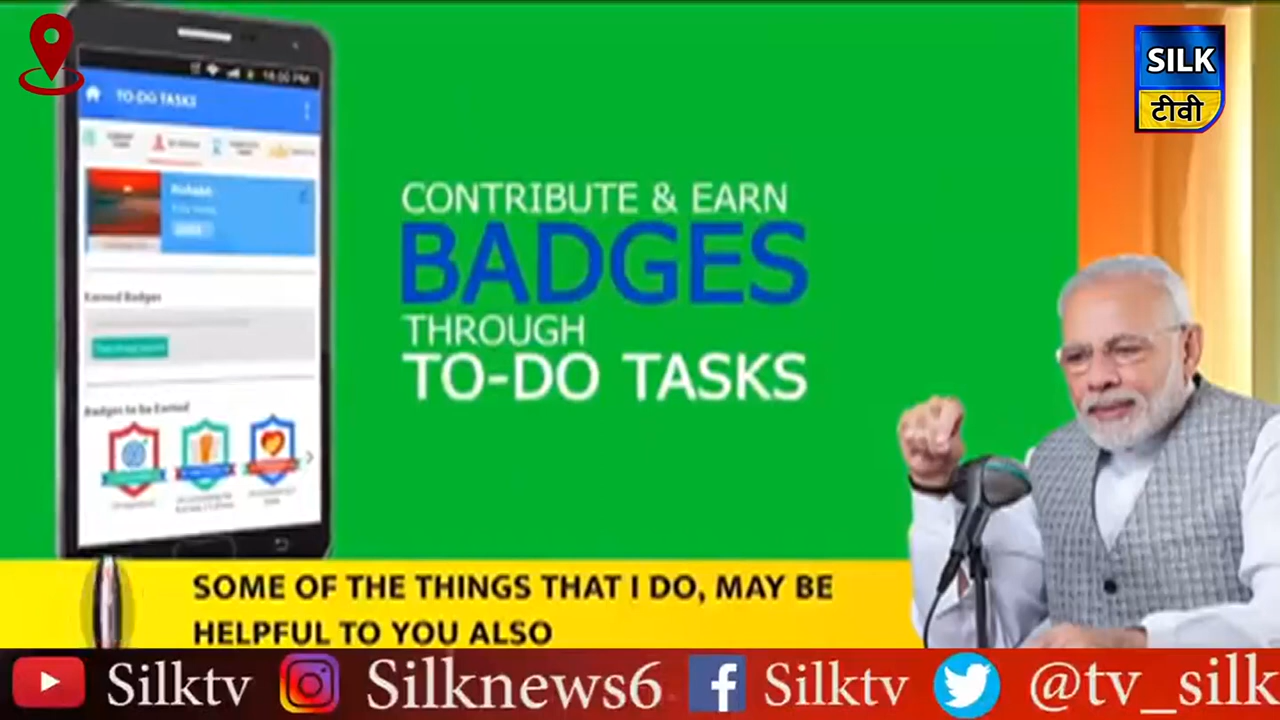 SILK
टीवी
TO-DO TASKS
CONTRIBUTE & EARN
BADGES
THROUGH
TO-DO TASKS
Earned Badges
Badges to be Earned
SOME OF THE THINGS THAT I DO, MAY BE
HELPFUL TO YOU ALSO
Silktv
Silknews6
Silktv
@tv_silk